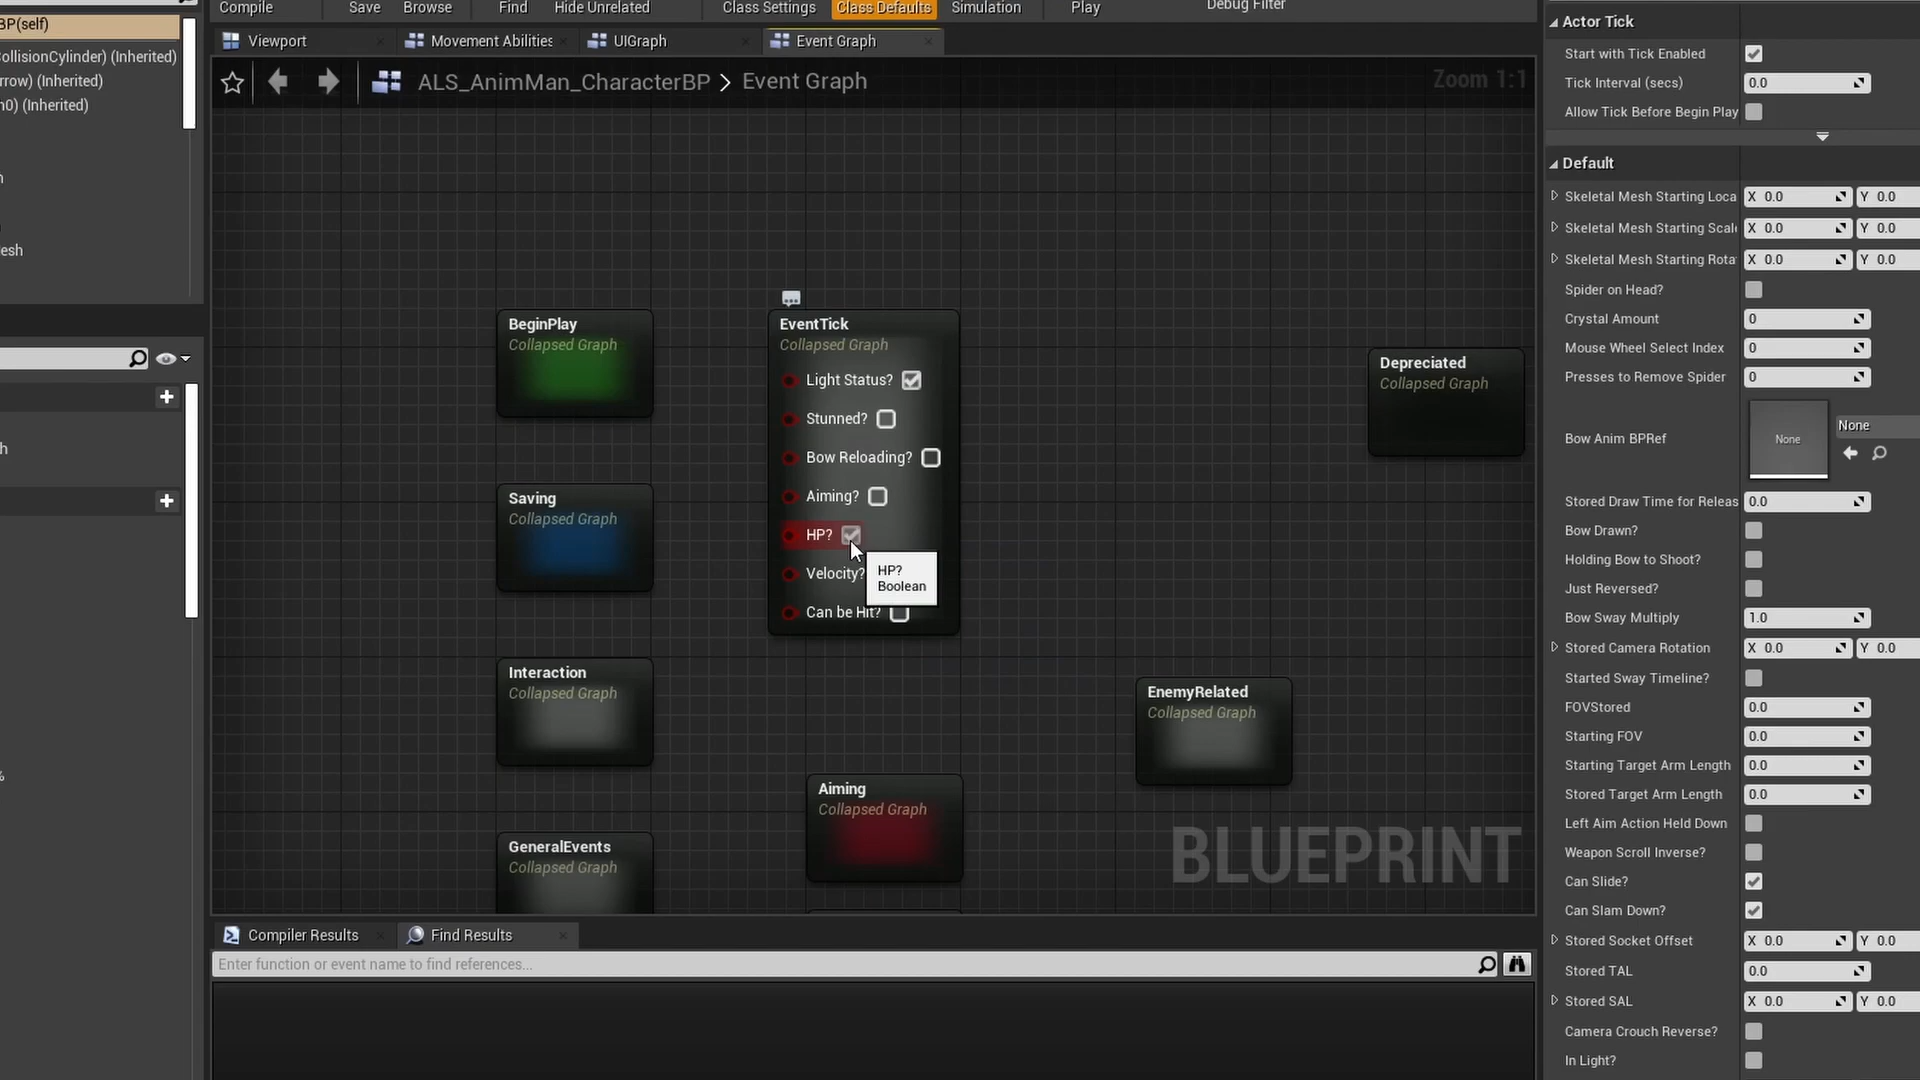 Compile
Save
Browse
Find
Hide Unrelated
Class Settings
Class Defaults
Simulation
Play
Debug Filter
BP(self)
CollisionCylinder) (Inherited)
rrow) (Inherited)
h0) (Inherited)
esh
Viewport
Movement Abilities
UIGraph
Event Graph
ALS_AnimMan_CharacterBP > Event Graph
Zoom 1:1
BeginPlay
Collapsed Graph
Saving
Collapsed Graph
Interaction
Collapsed Graph
GeneralEvents
Collapsed Graph
EventTick
Collapsed Graph
Light Status?
Stunned?
Bow Reloading?
Aiming?
HP?
Velocity?
Can be Hit?
HP?
Boolean
Aiming
Collapsed Graph
EnemyRelated
Collapsed Graph
Depreciated
Collapsed Graph
BLUEPRINT
Compiler Results
Find Results
Enter function or event name to find references...
Actor Tick
Start with Tick Enabled
Tick Interval (secs) 0.0
Allow Tick Before Begin Play
Default
Skeletal Mesh Starting Loca X 0.0 Y 0.0
Skeletal Mesh Starting Scal X 0.0 Y 0.0
Skeletal Mesh Starting Rota X 0.0 Y 0.0
Spider on Head?
Crystal Amount 0
Mouse Wheel Select Index 0
Presses to Remove Spider 0
Bow Anim BPRef None None
Stored Draw Time for Releas 0.0
Bow Drawn?
Holding Bow to Shoot?
Just Reversed?
Bow Sway Multiply 1.0
Stored Camera Rotation X 0.0 Y 0.0
Started Sway Timeline?
FOVStored 0.0
Starting FOV 0.0
Starting Target Arm Length 0.0
Stored Target Arm Length 0.0
Left Aim Action Held Down
Weapon Scroll Inverse?
Can Slide?
Can Slam Down?
Stored Socket Offset X 0.0 Y 0.0
Stored TAL 0.0
Stored SAL X 0.0 Y 0.0
Camera Crouch Reverse?
In Light?